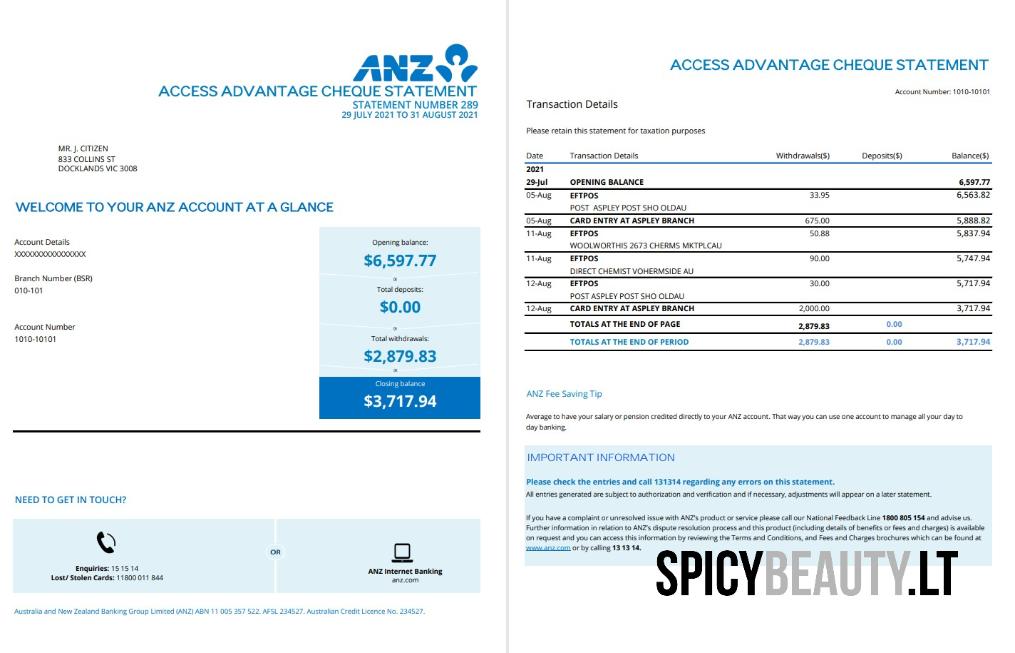 ANZ
ACCESS ADVANTAGE CHEQUE STATEMENT
STATEMENT NUMBER 289
29 JULY 2021 TO 31 AUGUST 2021
MR. J. CITIZEN
833 COLLINS ST
DOCKLANDS VIC 3008
WELCOME TO YOUR ANZ ACCOUNT AT A GLANCE
Account Details
XXXXXXXXXXXXXXXX
Branch Number (BSR)
010-101
Account Number
1010-10101
Opening balance:
$6,597.77
Total deposits:
$0.00
Total withdrawals:
$2,879.83
Closing balance
$3,717.94
NEED TO GET IN TOUCH?
Enquiries: 15 15 14
Lost/ Stolen Cards: 11800 011 844
OR
ANZ Internet Banking
anz.com
Australia and New Zealand Banking Group Limited (ANZ) ABN 11 005 357 522. AFSL 234527. Australian Credit Licence No. 234527.
ACCESS ADVANTAGE CHEQUE STATEMENT
Account Number: 1010-10101
Transaction Details
Please retain this statement for taxation purposes
Date Transaction Details Withdrawals($) Deposits($) Balance($)
2021
29-Jul OPENING BALANCE 6,597.77
05-Aug EFTPOS 33.95 6,563.82
POST ASPLEY POST SHO OLDAU
05-Aug CARD ENTRY AT ASPLEY BRANCH 675.00 5,888.82
11-Aug EFTPOS 50.88 5,837.94
WOOLWORTHIS 2673 CHERMS MKTPLCAU
11-Aug EFTPOS 90.00 5,747.94
DIRECT CHEMIST VOHERMSIDE AU
12-Aug EFTPOS 30.00 5,717.94
POST ASPLEY POST SHO OLDAU
12-Aug CARD ENTRY AT ASPLEY BRANCH 2,000.00 3,717.94
TOTALS AT THE END OF PAGE 2,879.83 0.00
TOTALS AT THE END OF PERIOD 2,879.83 0.00 3,717.94
ANZ Fee Saving Tip
Average to have your salary or pension credited directly to your ANZ account. That way you can use one account to manage all your day to
day banking.
IMPORTANT INFORMATION
Please check the entries and call 131314 regarding any errors on this statement.
All entries generated are subject to authorization and verification and if necessary, adjustments will appear on a later statement.
If you have a complaint or unresolved issue with ANZ's product or service please call our National Feedback Line 1800 805 154 and advise us.
Further information in relation to ANZ's dispute resolution process and this product (including details of benefits or fees and charges) is available
on request and you can access this information by reviewing the Terms and Conditions, and Fees and Charges brochures which can be found at
www.anz.com or by calling 13 13 14.
SPICYBEAUTY.LT